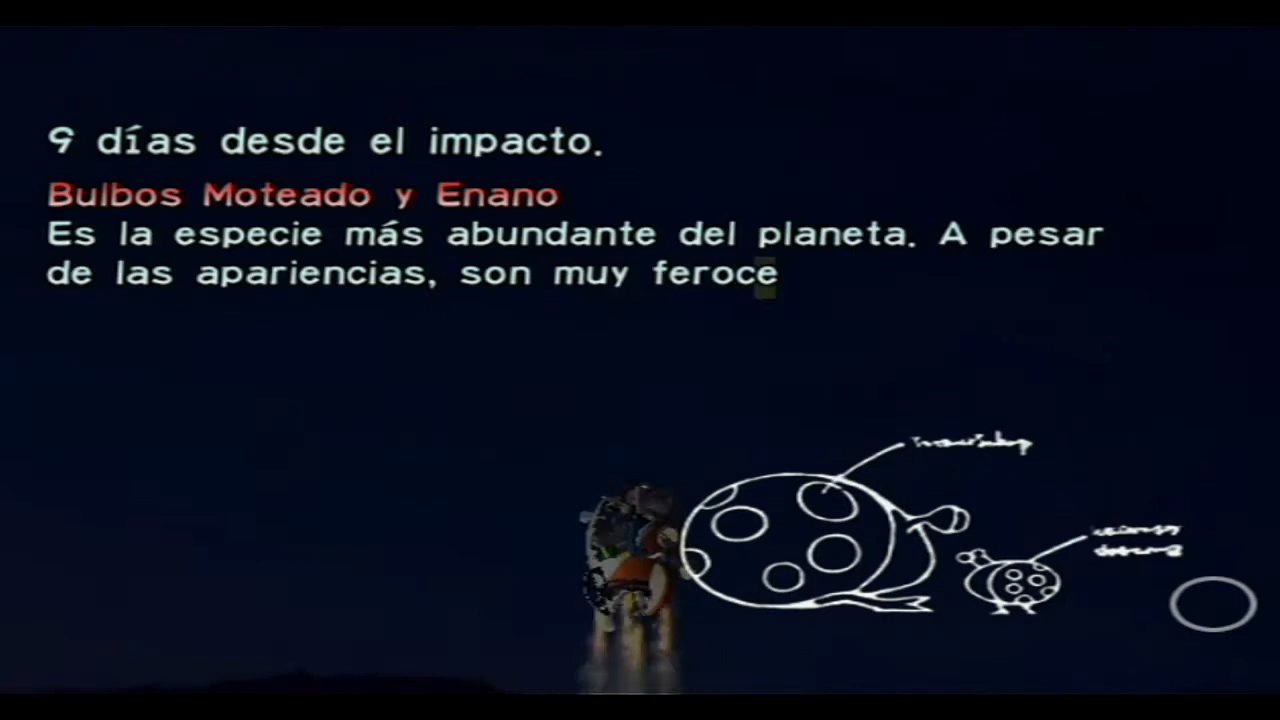 9 días desde el impacto.
Bulbos Moteado y Enano
Es la especie más abundante del planeta. A pesar
de las apariencias, son muy feroce